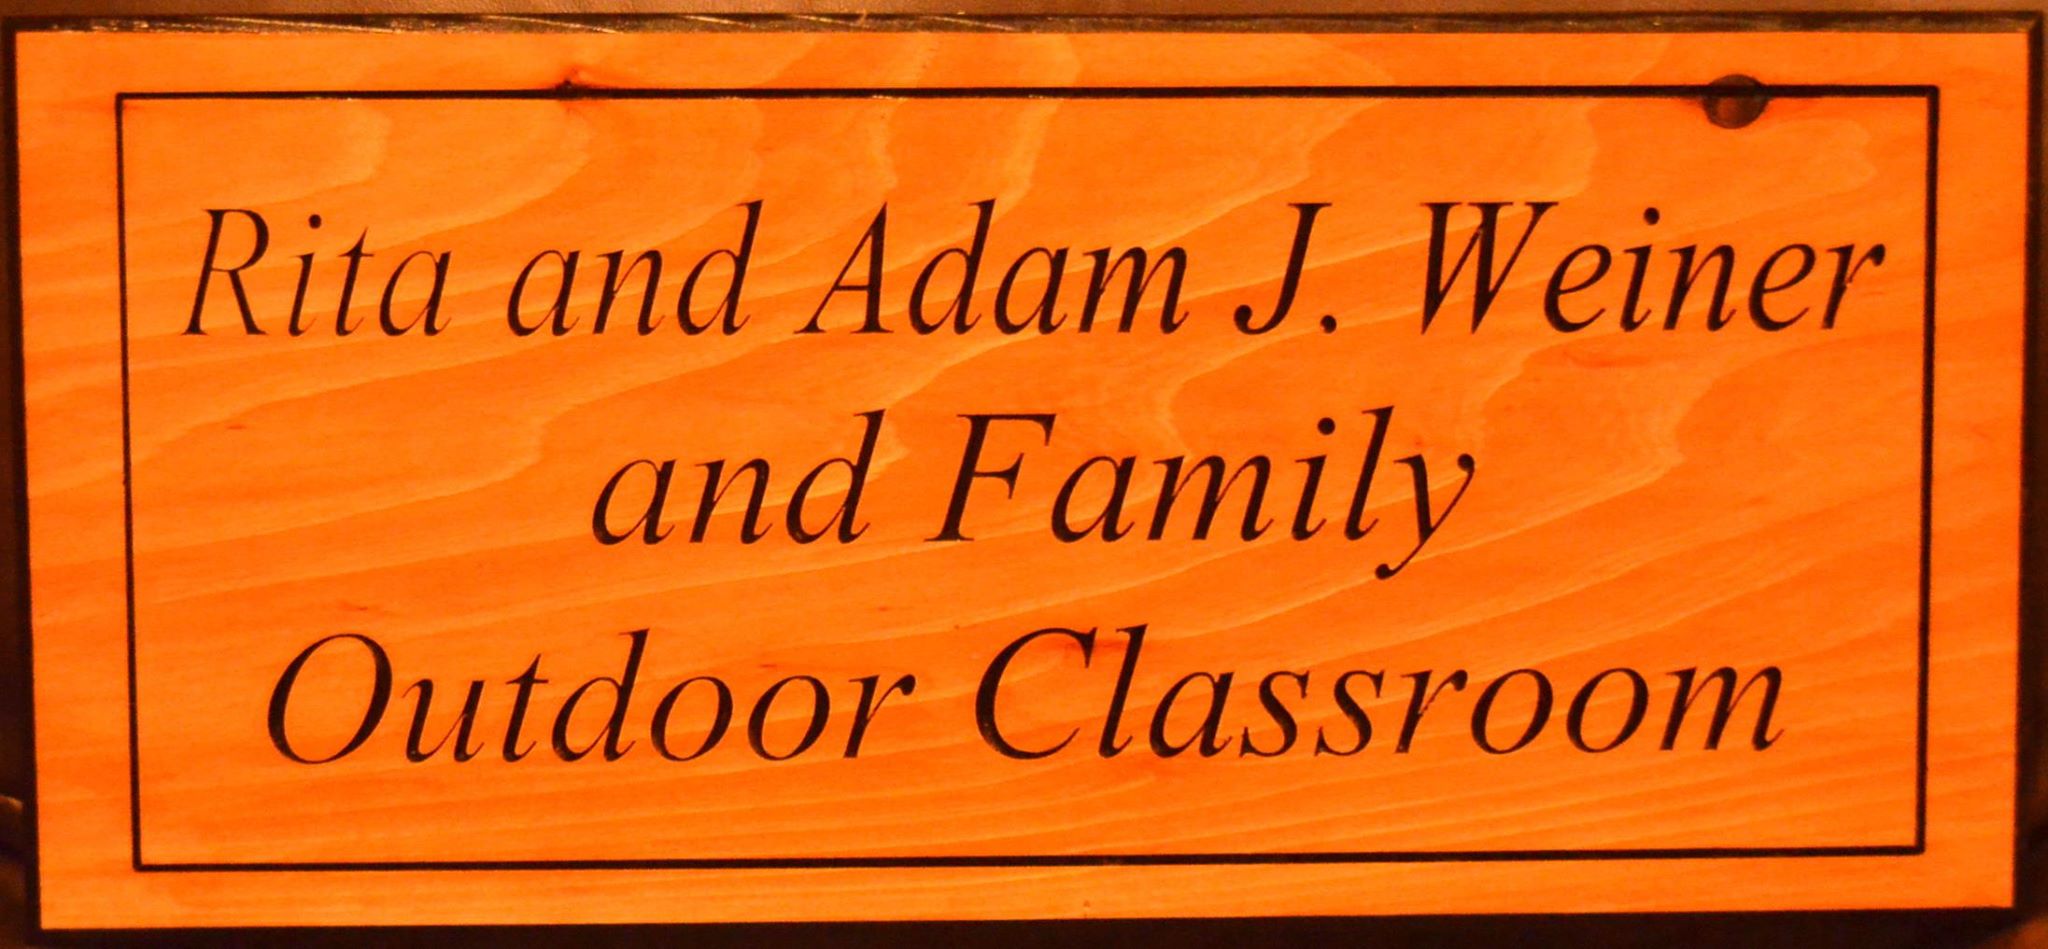 Rita and Adam J. Weiner
and Family
Outdoor Classroom